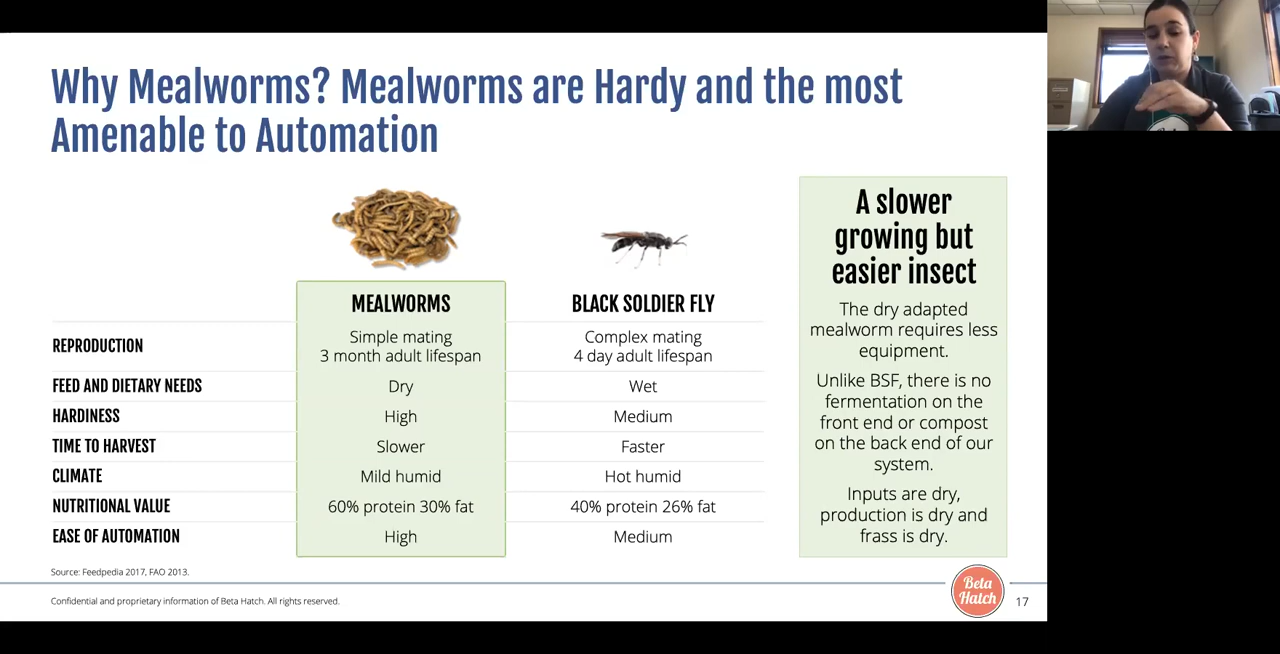 Why Mealworms? Mealworms are Hardy and the most
Amenable to Automation
MEALWORMS
BLACK SOLDIER FLY
REPRODUCTION
Simple mating
3 month adult lifespan
Complex mating
4 day adult lifespan
FEED AND DIETARY NEEDS
Dry
Wet
HARDINESS
High
Medium
TIME TO HARVEST
Slower
Faster
CLIMATE
Mild humid
Hot humid
NUTRITIONAL VALUE
60% protein 30% fat
40% protein 26% fat
EASE OF AUTOMATION
High
Medium
A slower
growing but
easier insect
The dry adapted
mealworm requires less
equipment.
Unlike BSF, there is no
fermentation on the
front end or compost
on the back end of our
system.
Inputs are dry,
production is dry and
frass is dry.
Source: Feedpedia 2017, FAO 2013.
Confidential and proprietary information of Beta Hatch. All rights reserved.
Beta
Hatch
17